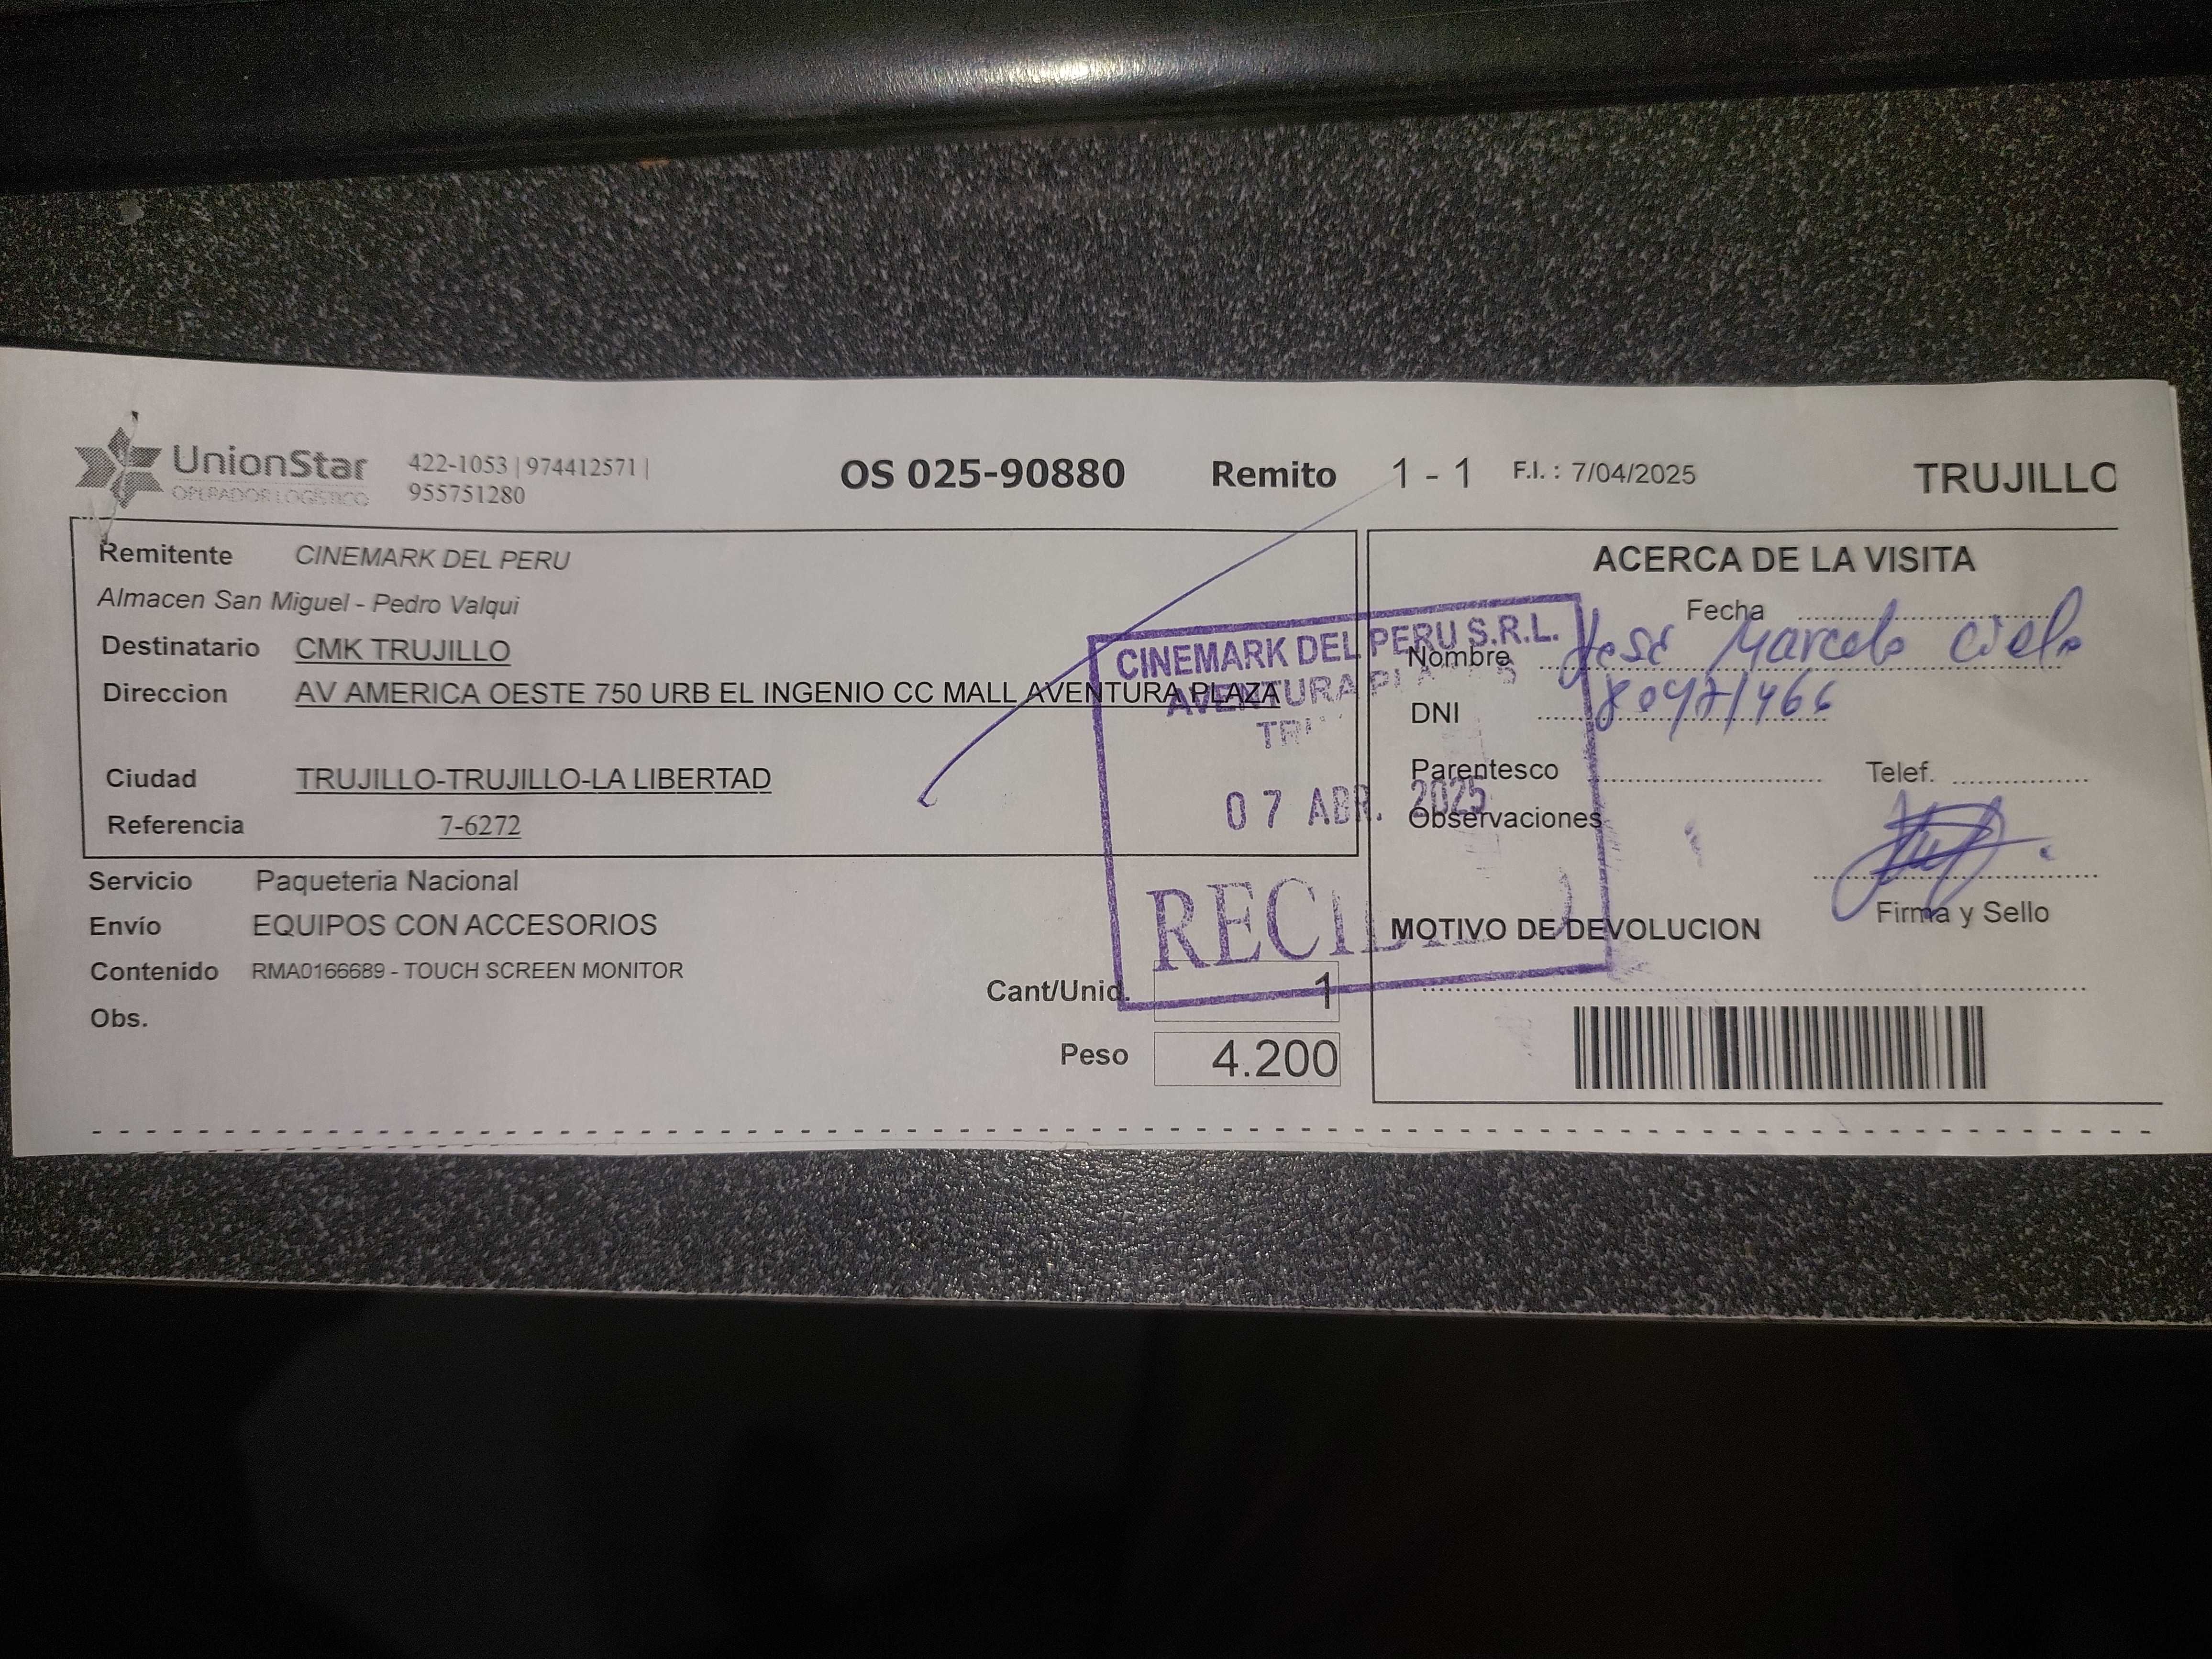 UnionStar
OPERADOR LOGÍSTICO
422-1053 | 974412571 |
955751280
OS 025-90880
Remito 1 - 1
F.I. : 7/04/2025
TRUJILLO
Remitente CINEMARK DEL PERU
Almacen San Miguel - Pedro Valqui
Destinatario CMK TRUJILLO
Direccion AV AMERICA OESTE 750 URB EL INGENIO CC MALL AVENTURA PLAZA
Ciudad TRUJILLO-TRUJILLO-LA LIBERTAD
Referencia 7-6272
Servicio Paqueteria Nacional
Envío EQUIPOS CON ACCESORIOS
Contenido RMA0166689 - TOUCH SCREEN MONITOR
Obs.
Cant/Unid. 1
Peso 4.200
CINEMARK DEL PERU S.R.L.
AVENTURA
07 ABR. 2025
ACERCA DE LA VISITA
Fecha
Nombre José Marcelo
DNI
Parentesco Telef.
Observaciones
Firma y Sello
MOTIVO DE DEVOLUCION